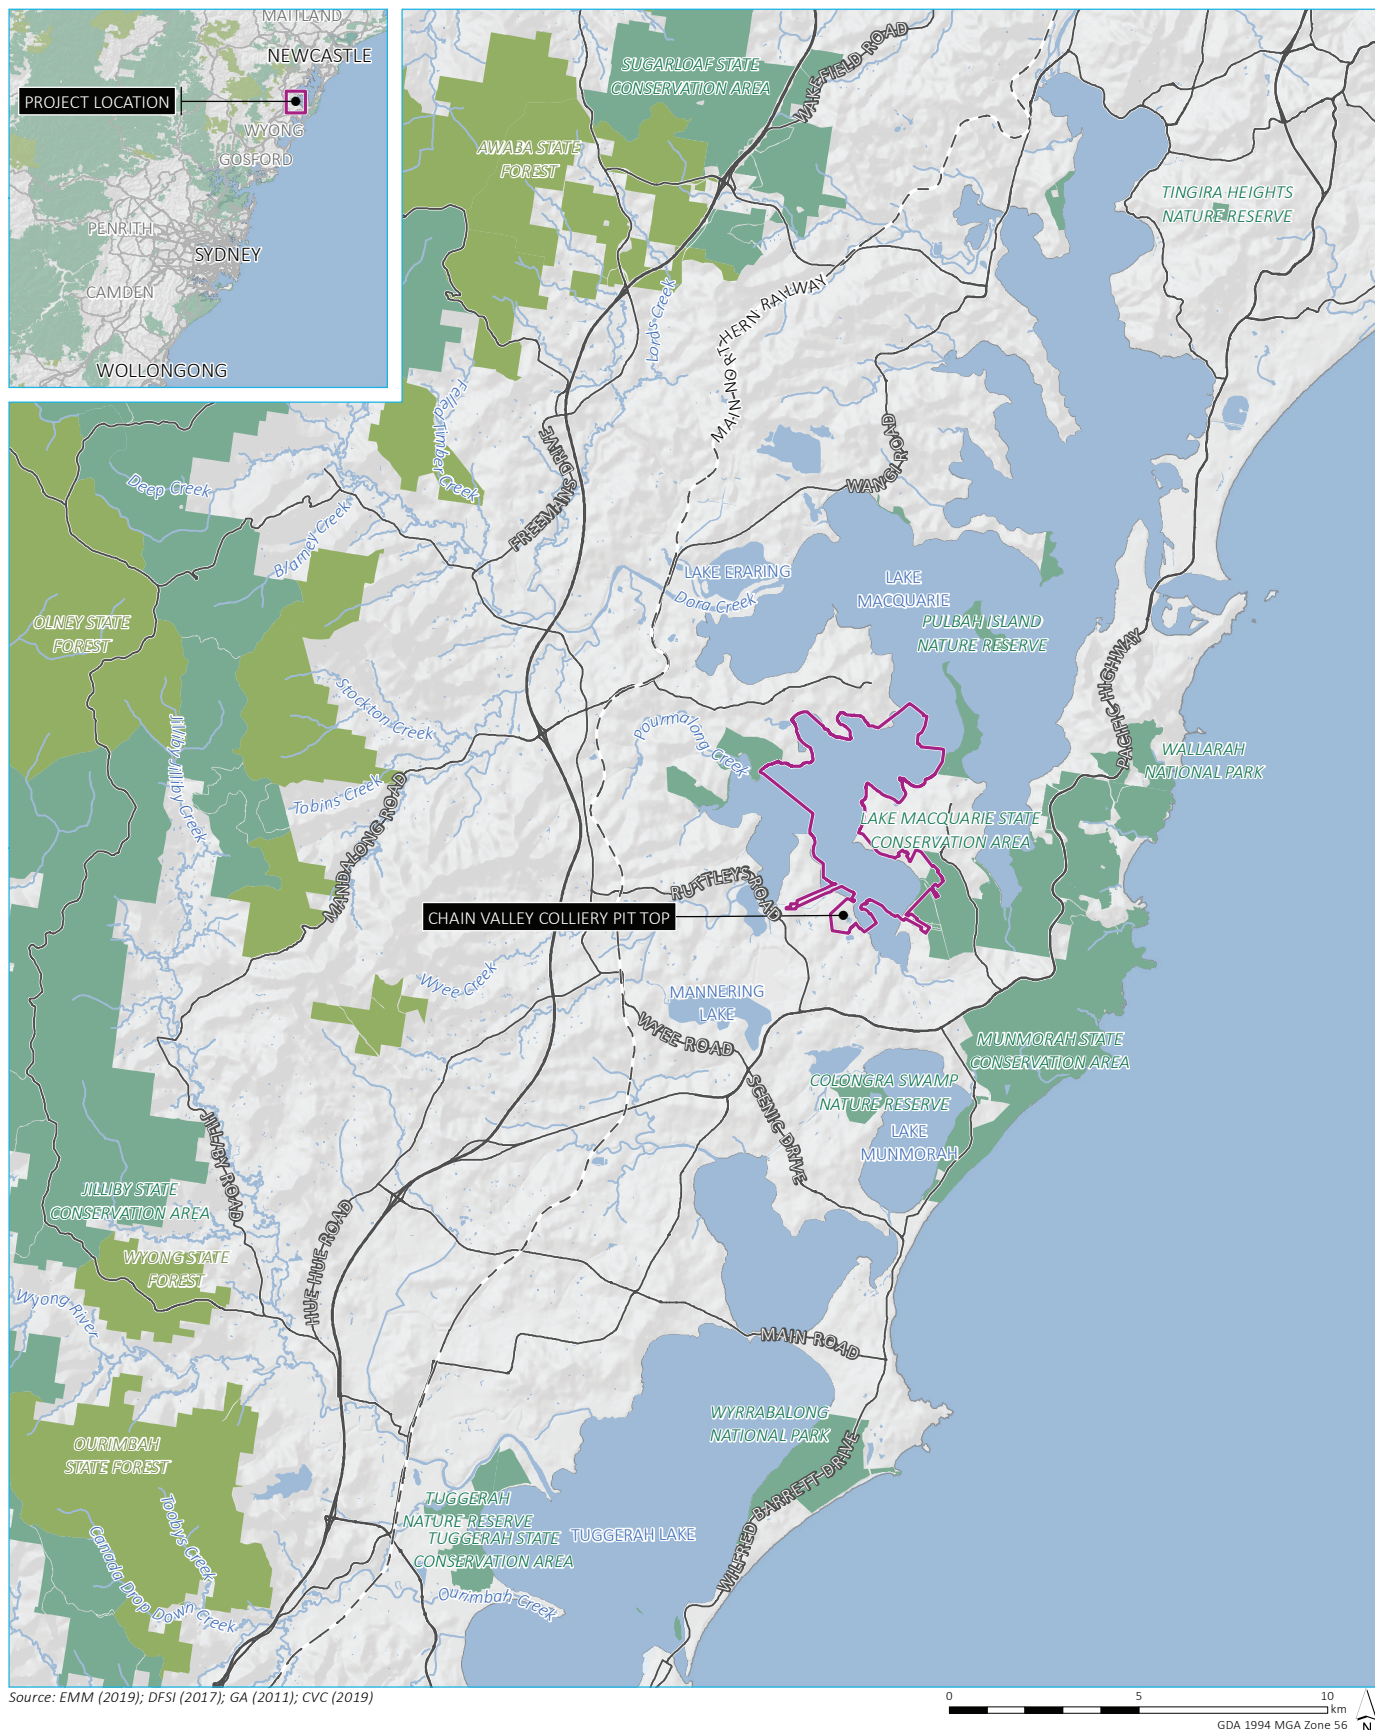 MAITLAND
NEWCASTLE
PROJECT LOCATION
WYONG
GOSFORD
PENRITH
SYDNEY
CAMDEN
WOLLONGONG
SUGARLOAF STATE
CONSERVATION AREA
WAKEFIELD ROAD
AWABA STATE
FOREST
TINGIRA HEIGHTS
NATURE RESERVE
Lords Creek
MAIN NORTHERN RAILWAY
Felled Timber Creek
FREEMANS DRIVE
WANGI ROAD
Deep Creek
Blarney Creek
LAKE ERARING
Dora Creek
LAKE
MACQUARIE
PULBAH ISLAND
NATURE RESERVE
OLNEY STATE
FOREST
PACIFIC HIGHWAY
Stockton Creek
Pourmalong Creek
Jilliby Jilliby Creek
WALLARAH
NATIONAL PARK
Tobins Creek
MANDALONG ROAD
LAKE MACQUARIE STATE
CONSERVATION AREA
RUTTLEYS ROAD
CHAIN VALLEY COLLIERY PIT TOP
Wyee Creek
MANNERING
LAKE
WYEE ROAD
MUNMORAH STATE
CONSERVATION AREA
COLONGRA SWAMP
NATURE RESERVE
SCENIC DRIVE
LAKE
MUNMORAH
JILLABY ROAD
JILLIBY STATE
CONSERVATION AREA
HUE HUE ROAD
WYONG STATE
FOREST
Wyong River
MAIN ROAD
WYRRABALONG
NATIONAL PARK
OURIMBAH
STATE FOREST
WILFRED BARRETT DRIVE
TUGGERAH
NATURE RESERVE
TUGGERAH STATE
CONSERVATION AREA
TUGGERAH LAKE
Toobys Creek
Canada Drop Down Creek
Ourimbah Creek
Source: EMM (2019); DFSI (2017); GA (2011); CVC (2019)
0 5 10
km
GDA 1994 MGA Zone 56
N